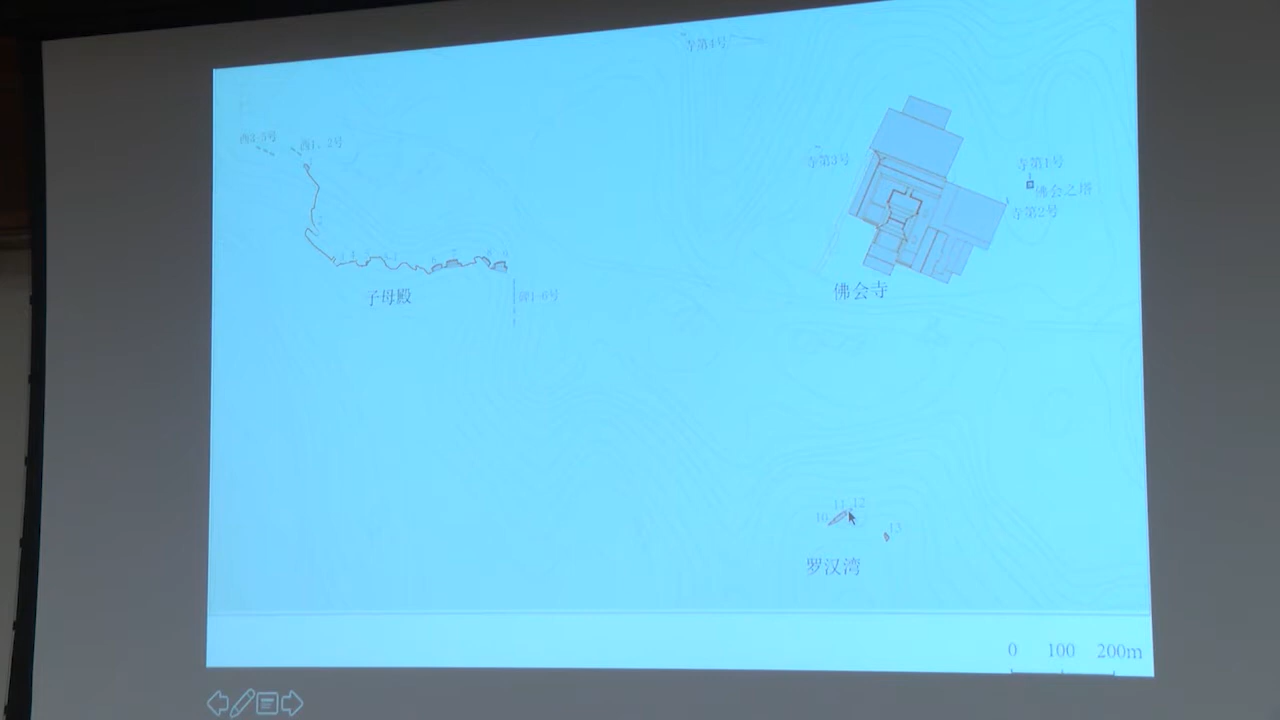 寺第4号
西3-5号
西1、2号
寺第3号
寺第1号
佛会之塔
寺第2号
子母殿
碑1-6号
佛会寺
10
11
12
13
罗汉湾
0 100 200m